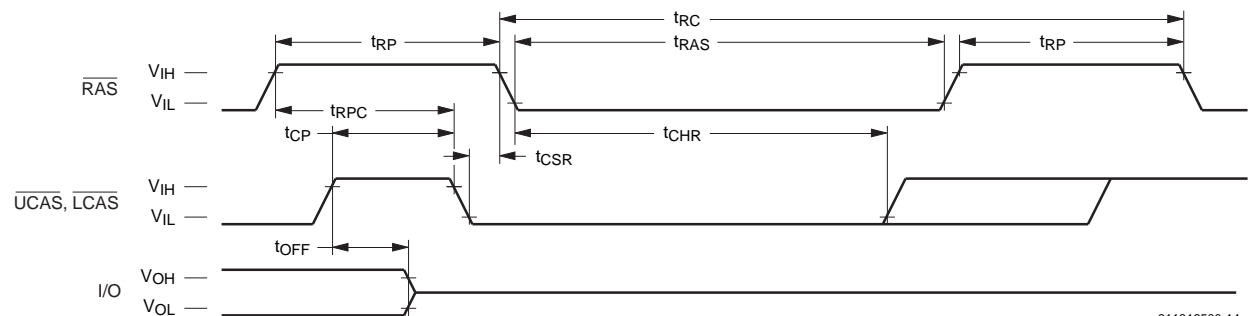 tRC
tRP
tRAS
tRP
RAS
VIH
VIL
tRPC
tCP
tCHR
tCSR
UCAS, LCAS
VIH
VIL
tOFF
I/O
VOH
VOL